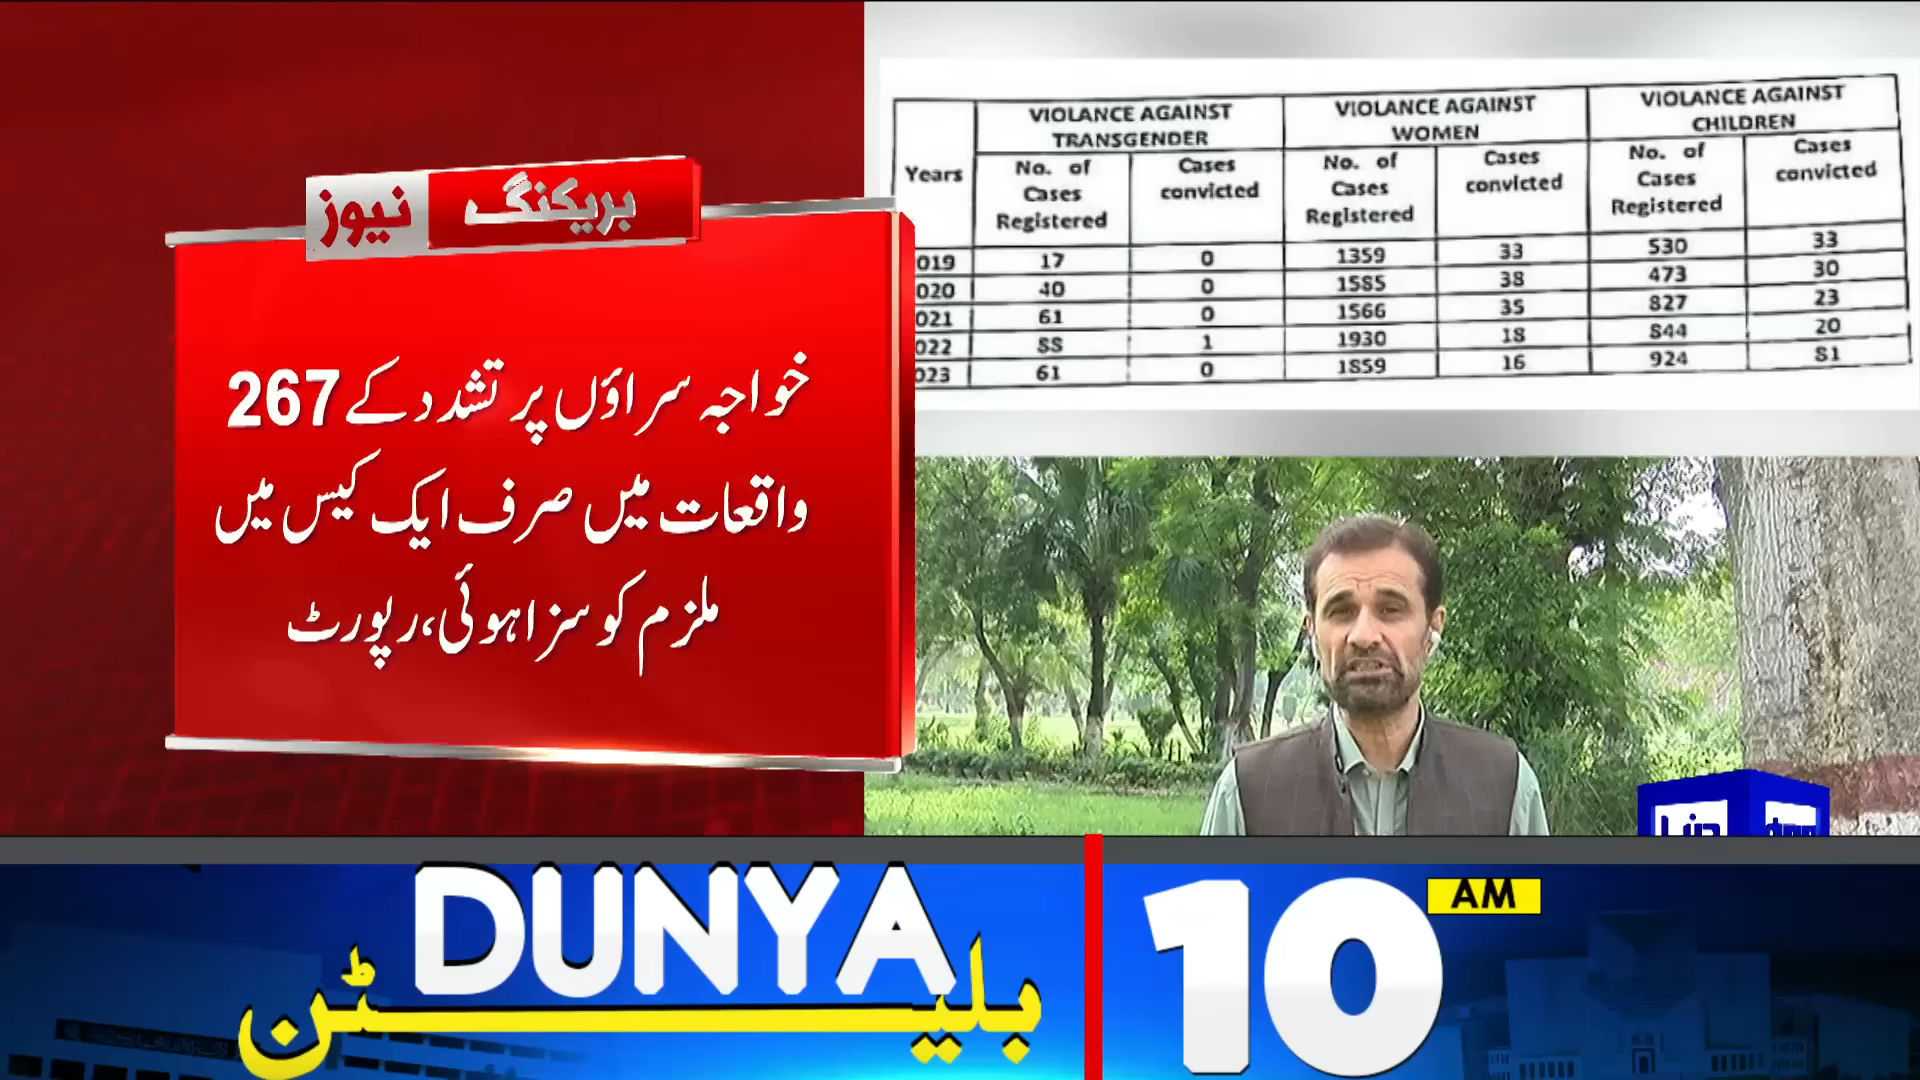 بریکنگ نیوز
خواجہ سراؤں پر تشدد کے 267
واقعات میں صرف ایک کیس میں
ملزم کو سزا ہوئی، رپورٹ
VIOLANCE AGAINST TRANSGENDER VIOLANCE AGAINST WOMEN VIOLANCE AGAINST CHILDREN
Years No. of Cases Registered Cases convicted No. of Cases Registered Cases convicted No. of Cases Registered Cases convicted
019 17 0 1359 33 530 33
020 40 0 1585 38 473 30
021 61 0 1566 35 827 23
022 88 1 1930 18 844 20
023 61 0 1859 16 924 81
DUNYA
بلیٹن
10 AM